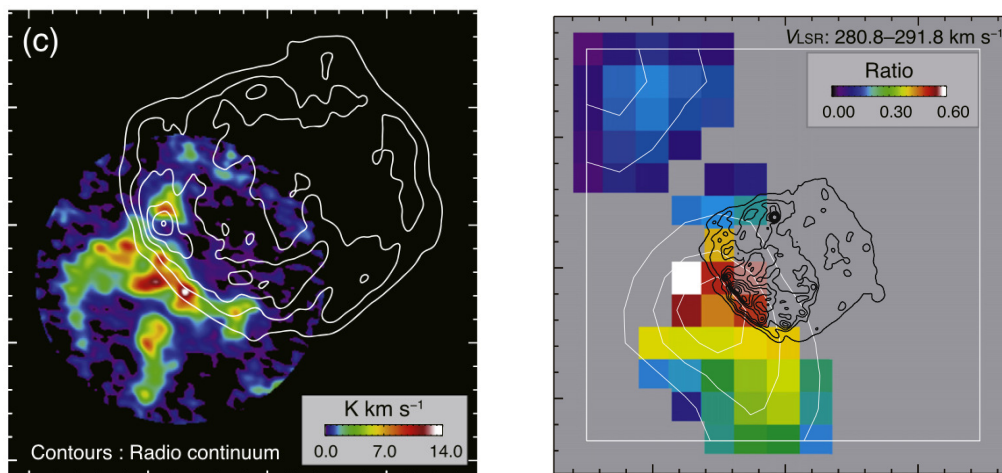 (c)
K km s⁻¹
0.0 7.0 14.0
Contours : Radio continuum
VLSR: 280.8–291.8 km s⁻¹
Ratio
0.00 0.30 0.60